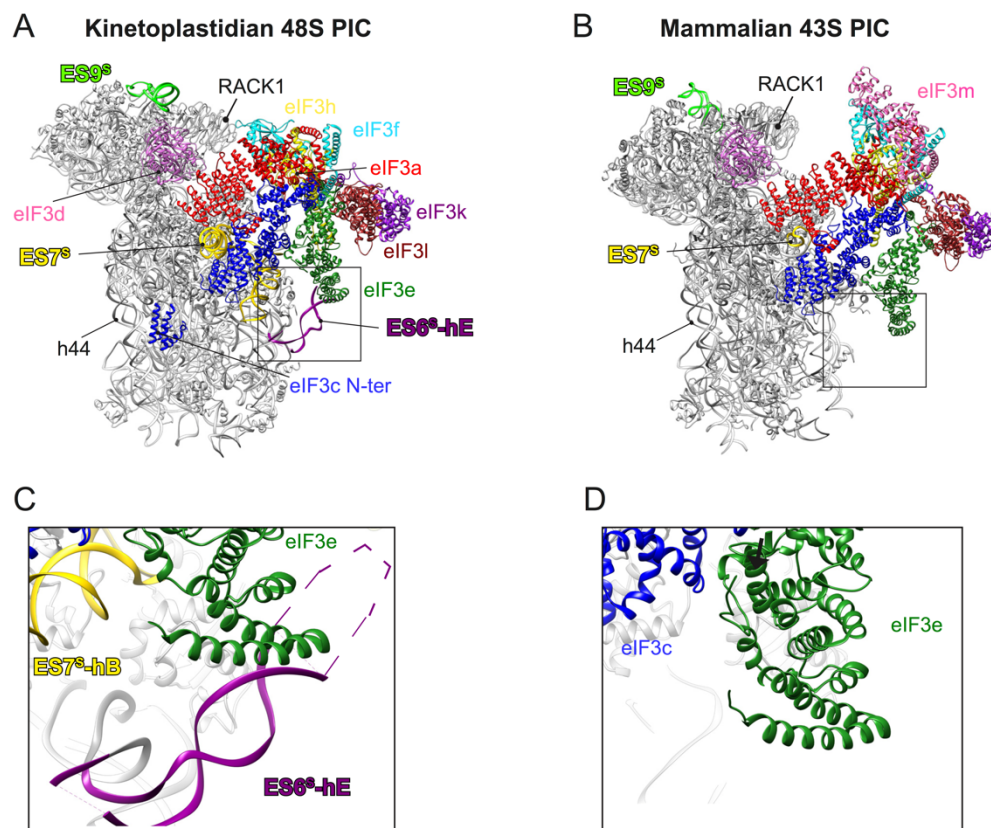 A Kinetoplastidian 48S PIC
ES9ˢ
RACK1
eIF3h
eIF3f
eIF3a
eIF3d
eIF3k
ES7ˢ
eIF3l
eIF3e
ES6ˢ-hE
h44
eIF3c N-ter
B Mammalian 43S PIC
ES9ˢ
RACK1
eIF3m
ES7ˢ
h44
C
eIF3e
ES7ˢ-hB
ES6ˢ-hE
D
eIF3c
eIF3e